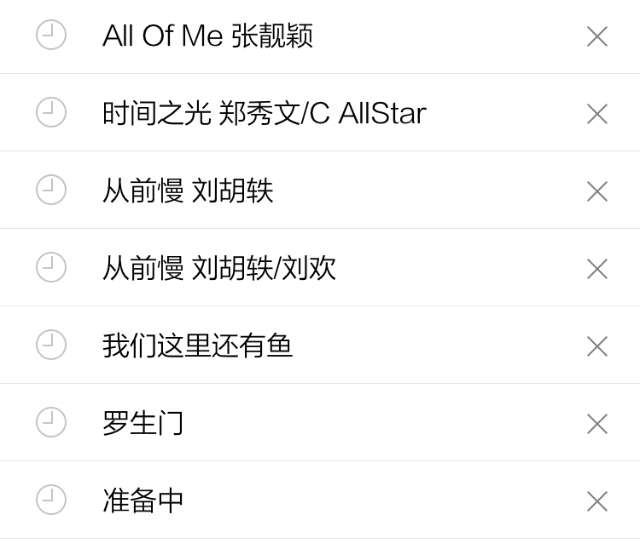 All Of Me 张靓颖
时间之光 郑秀文/C AllStar
从前慢 刘胡轶
从前慢 刘胡轶/刘欢
我们这里还有鱼
罗生门
准备中